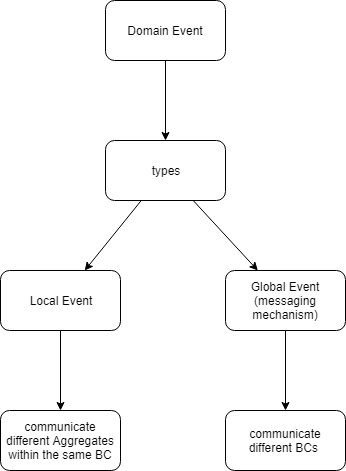 Domain Event
types
Local Event
Global Event
(messaging
mechanism)
communicate
different Aggregates
within the same BC
communicate
different BCs